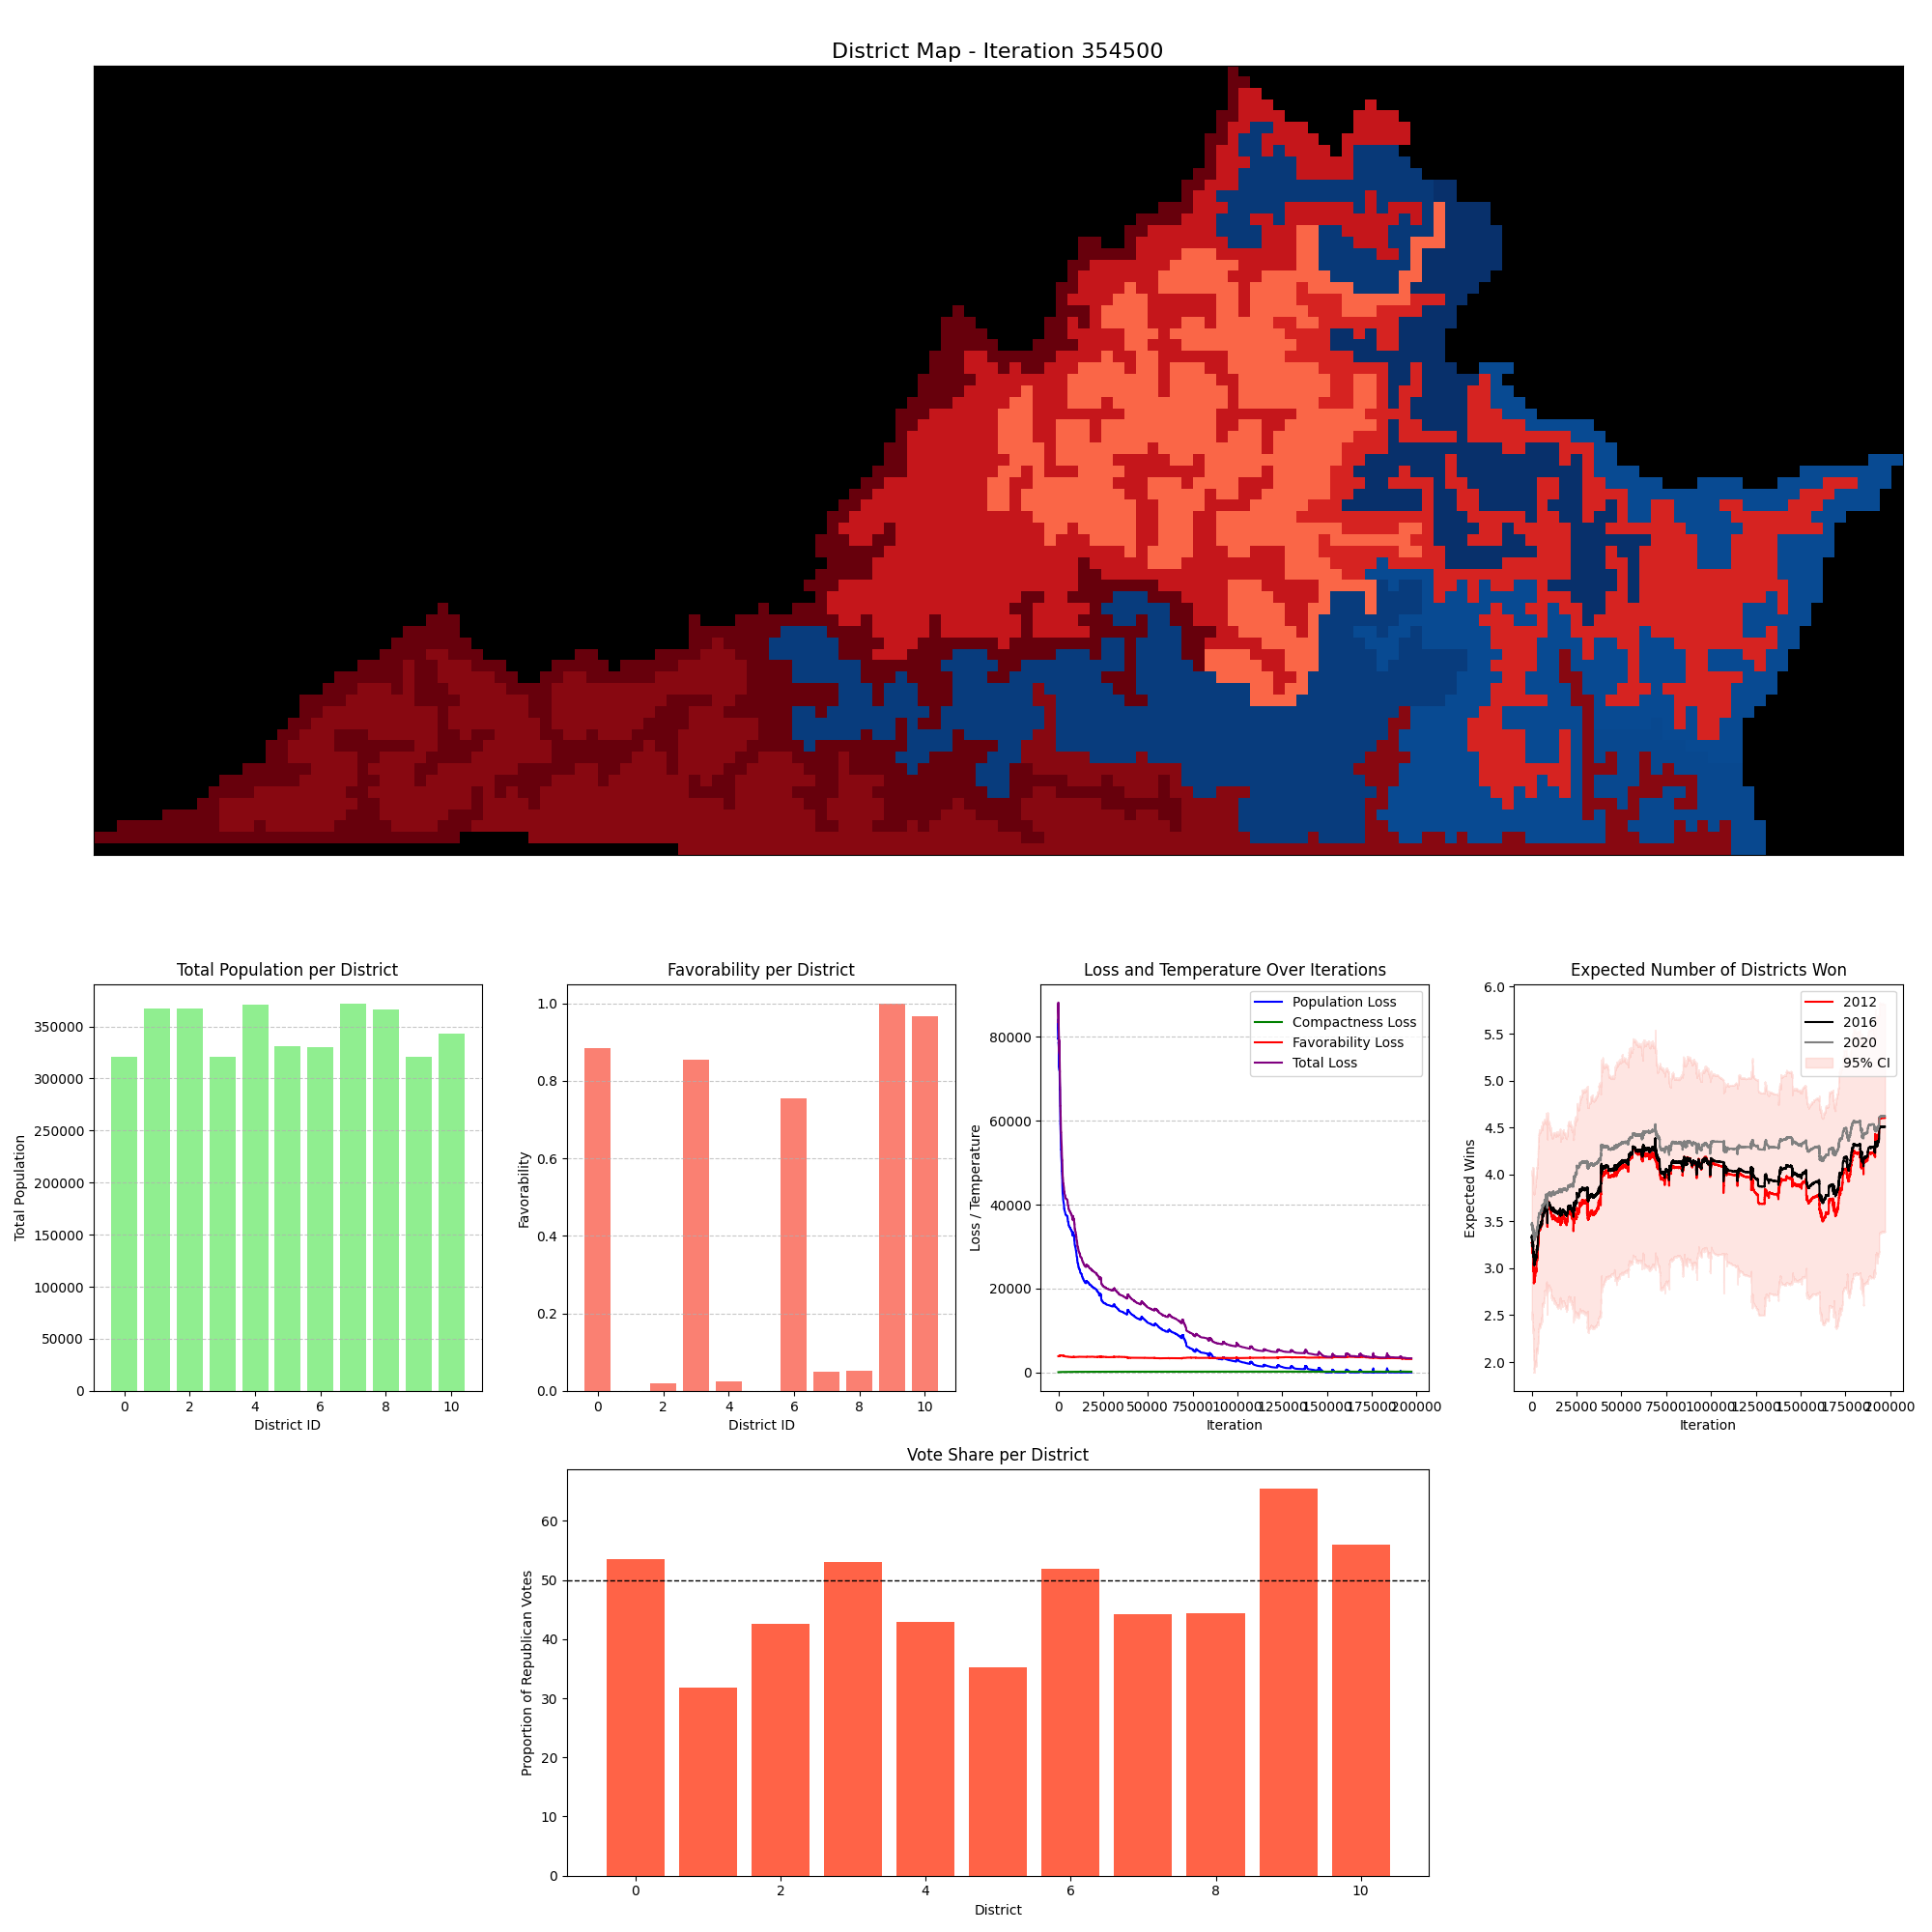 District Map - Iteration 354500
Total Population per District
Total Population
350000
300000
250000
200000
150000
100000
50000
0
0 2 4 6 8 10
District ID
Favorability per District
Favorability
1.0
0.8
0.6
0.4
0.2
0.0
0 2 4 6 8 10
District ID
Loss and Temperature Over Iterations
Loss / Temperature
80000
60000
40000
20000
0
Population Loss
Compactness Loss
Favorability Loss
Total Loss
0 25000 50000 75000 100000 125000 150000 175000 200000
Iteration
Expected Number of Districts Won
Expected Wins
6.0
5.5
5.0
4.5
4.0
3.5
3.0
2.5
2.0
2012
2016
2020
95% CI
0 25000 50000 75000 100000 125000 150000 175000 200000
Iteration
Vote Share per District
Proportion of Republican Votes
60
50
40
30
20
10
0
0 2 4 6 8 10
District